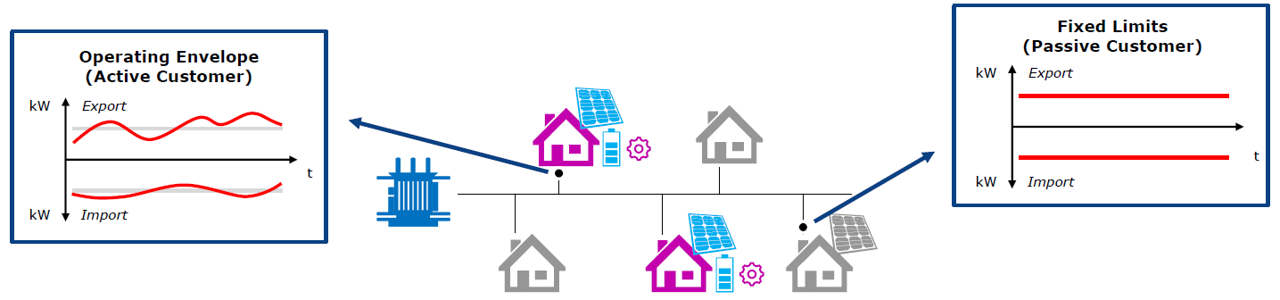 Operating Envelope
(Active Customer)
kW
Export
t
kW
Import
Fixed Limits
(Passive Customer)
kW
Export
t
kW
Import